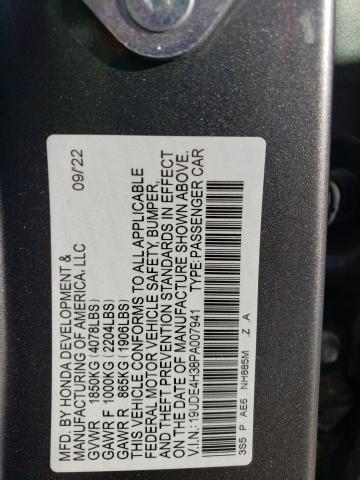 MFD. BY HONDA DEVELOPMENT &
MANUFACTURING OF AMERICA, LLC 09/22
GVWR 1850KG (4078LBS)
GAWR F 1000KG (2204LBS)
GAWR R 865KG (1906LBS)
THIS VEHICLE CONFORMS TO ALL APPLICABLE
FEDERAL MOTOR VEHICLE SAFETY, BUMPER,
AND THEFT PREVENTION STANDARDS IN EFFECT
ON THE DATE OF MANUFACTURE SHOWN ABOVE.
V.I.N.: 19UDE4H38PA007941 TYPE: PASSENGER CAR
3S5 P AE6 NH885M .Z .A